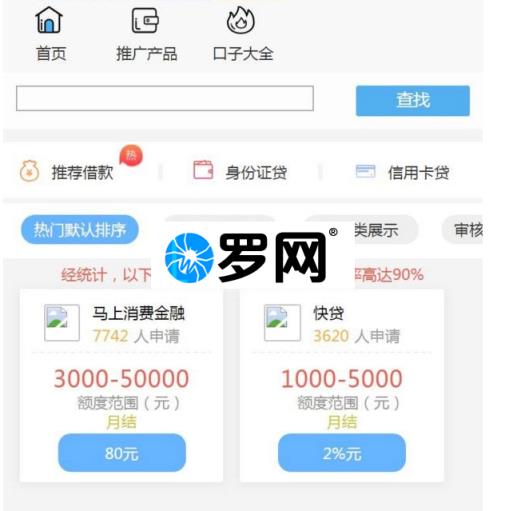 首页
推广产品
口子大全
查找
热
推荐借款
身份证贷
信用卡贷
热门默认排序
类展示
审核
罗网®
经统计，以下
率高达90%
马上消费金融
7742 人申请
3000-50000
额度范围（元）
月结
80元
快贷
3620 人申请
1000-5000
额度范围（元）
月结
2%元